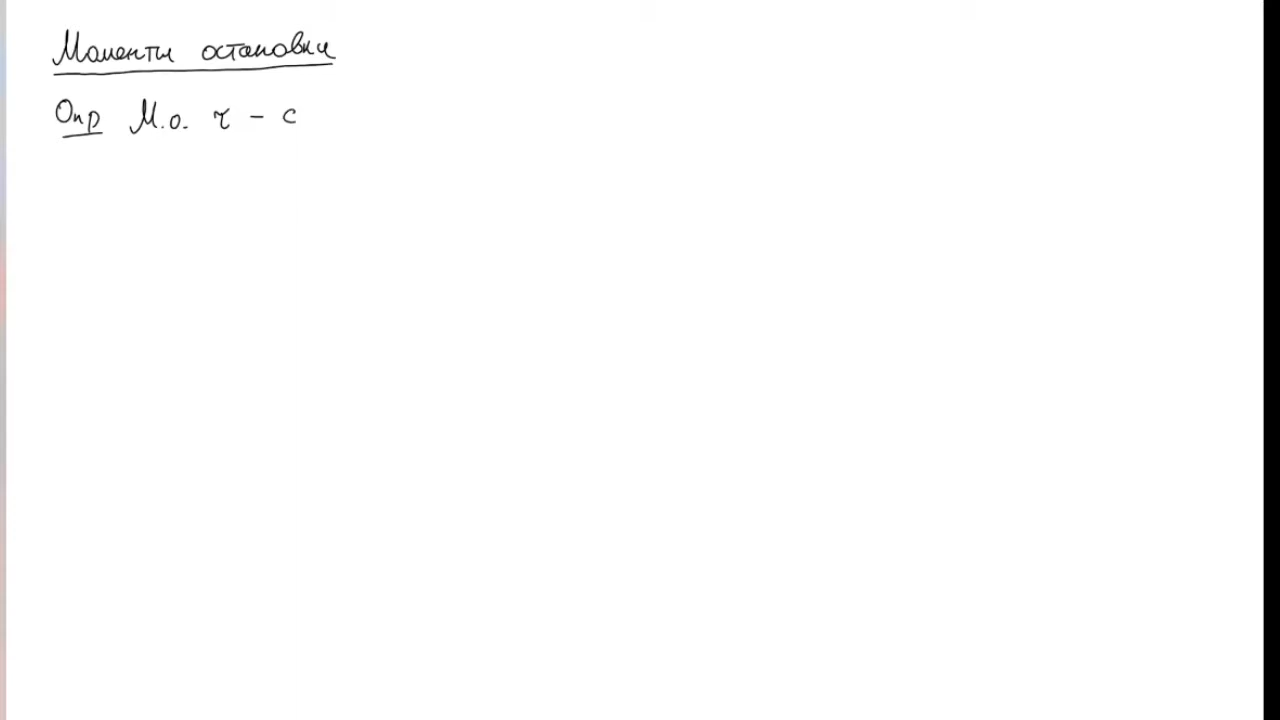 Моменты остановки
Опр М.о. τ – с